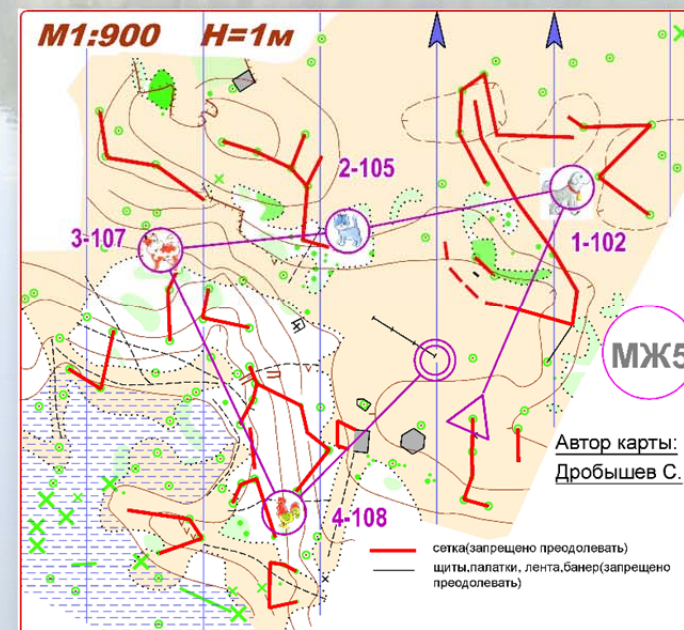 М1:900 Н=1м
2-105
3-107
1-102
МЖ5
Автор карты:
Дробышев С.
4-108
сетка(запрещено преодолевать)
щиты,палатки, лента,банер(запрещено
преодолевать)